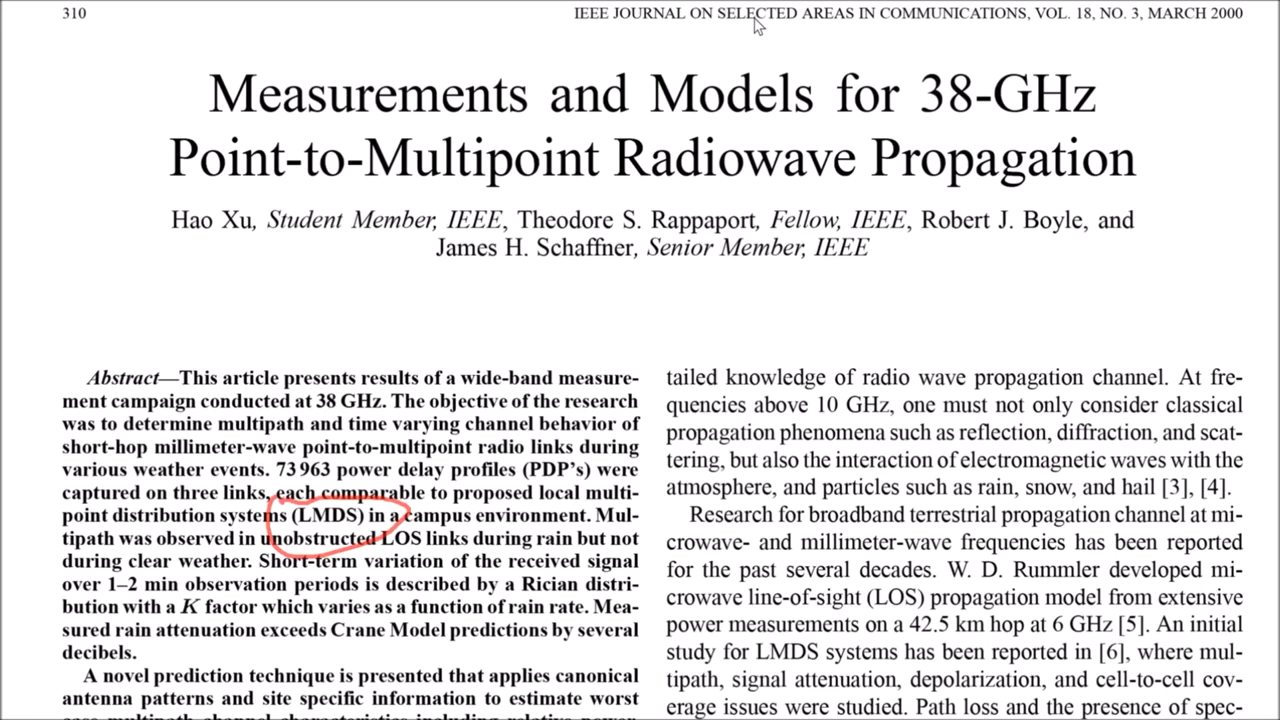 310
IEEE JOURNAL ON SELECTED AREAS IN COMMUNICATIONS, VOL. 18, NO. 3, MARCH 2000
Measurements and Models for 38-GHz
Point-to-Multipoint Radiowave Propagation
Hao Xu, Student Member, IEEE, Theodore S. Rappaport, Fellow, IEEE, Robert J. Boyle, and
James H. Schaffner, Senior Member, IEEE
Abstract—This article presents results of a wide-band measure-
ment campaign conducted at 38 GHz. The objective of the research
was to determine multipath and time varying channel behavior of
short-hop millimeter-wave point-to-multipoint radio links during
various weather events. 73 963 power delay profiles (PDP's) were
captured on three links, each comparable to proposed local multi-
point distribution systems (LMDS) in a campus environment. Mul-
tipath was observed in unobstructed LOS links during rain but not
during clear weather. Short-term variation of the received signal
over 1–2 min observation periods is described by a Rician distri-
bution with a K factor which varies as a function of rain rate. Mea-
sured rain attenuation exceeds Crane Model predictions by several
decibels.
A novel prediction technique is presented that applies canonical
antenna patterns and site specific information to estimate worst
case multipath channel characteristics including relative power,
tailed knowledge of radio wave propagation channel. At fre-
quencies above 10 GHz, one must not only consider classical
propagation phenomena such as reflection, diffraction, and scat-
tering, but also the interaction of electromagnetic waves with the
atmosphere, and particles such as rain, snow, and hail [3], [4].
Research for broadband terrestrial propagation channel at mi-
crowave- and millimeter-wave frequencies has been reported
for the past several decades. W. D. Rummler developed mi-
crowave line-of-sight (LOS) propagation model from extensive
power measurements on a 42.5 km hop at 6 GHz [5]. An initial
study for LMDS systems has been reported in [6], where mul-
tipath, signal attenuation, depolarization, and cell-to-cell cov-
erage issues were studied. Path loss and the presence of spec-